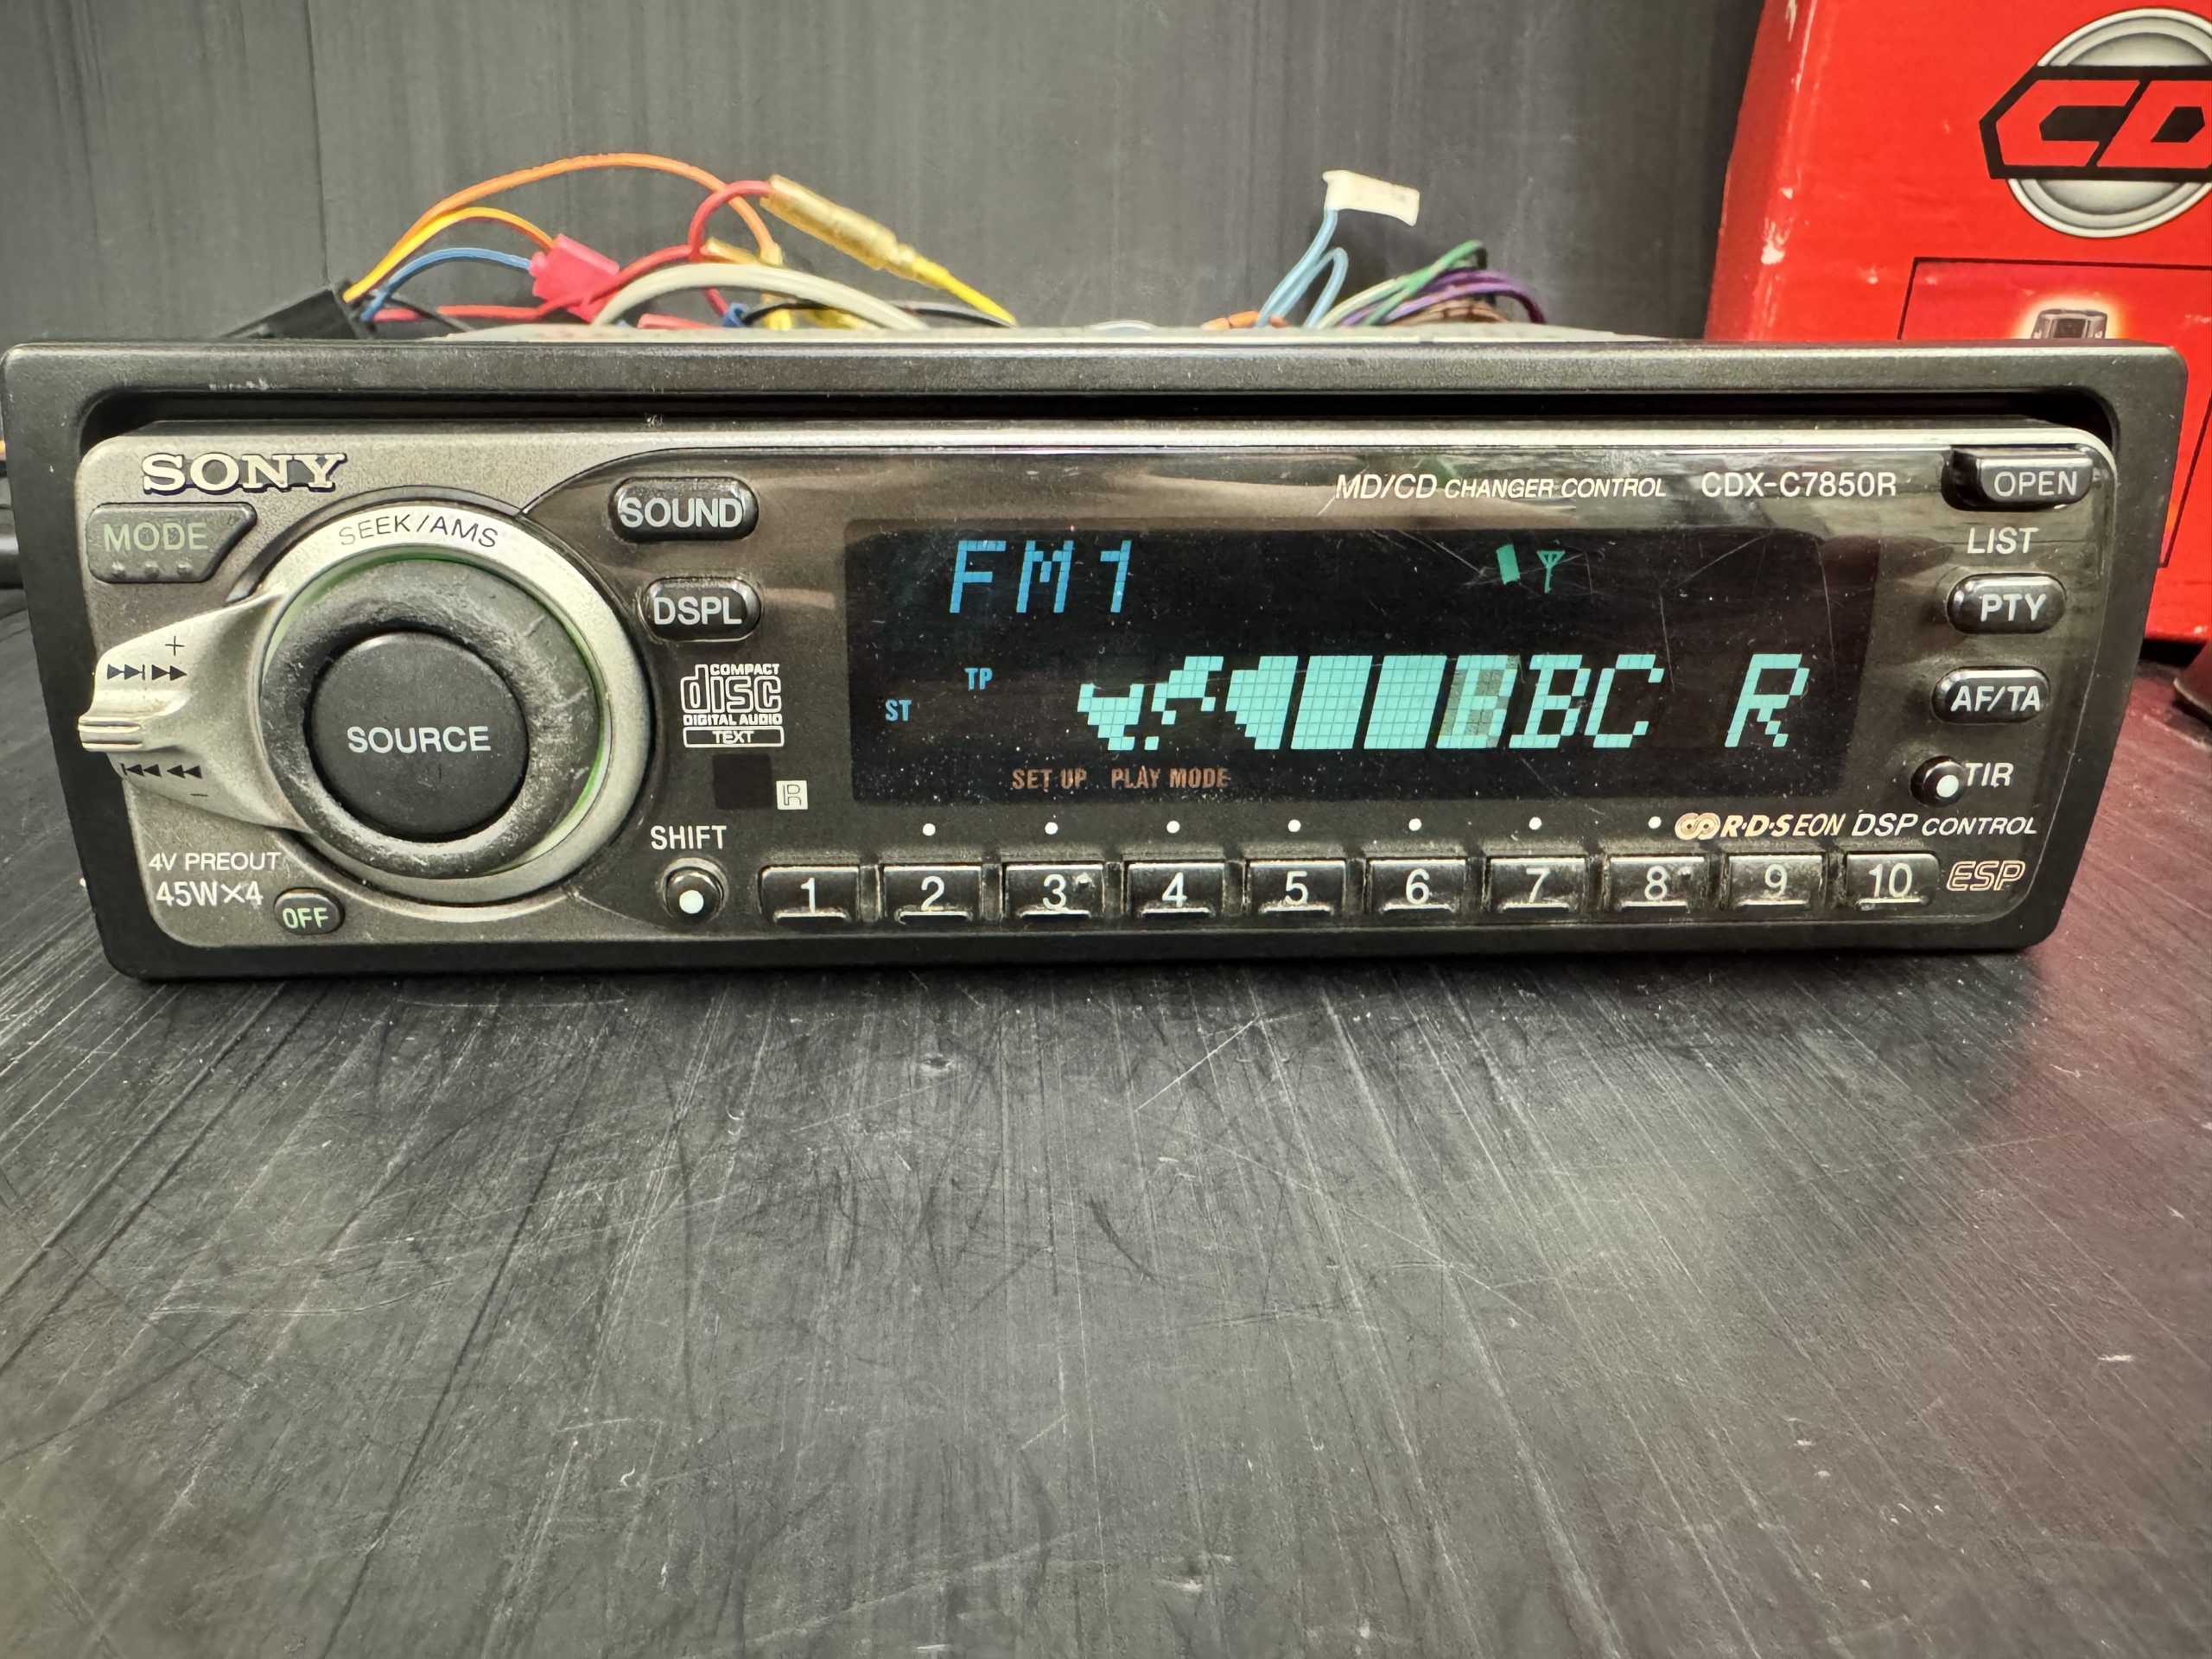 CD
SONY
MODE
SEEK/AMS
SOUND
MD/CD CHANGER CONTROL CDX-C7850R
OPEN
LIST
FM1
DSPL
PTY
+
COMPACT
disc
DIGITAL AUDIO
TEXT
TP
ST
BBC R
AF/TA
SOURCE
-
SET UP PLAY MODE
TIR
R
SHIFT
R·D·S EON DSP CONTROL
4V PREOUT
45W×4
OFF
1 2 3 4 5 6 7 8 9 10
ESP